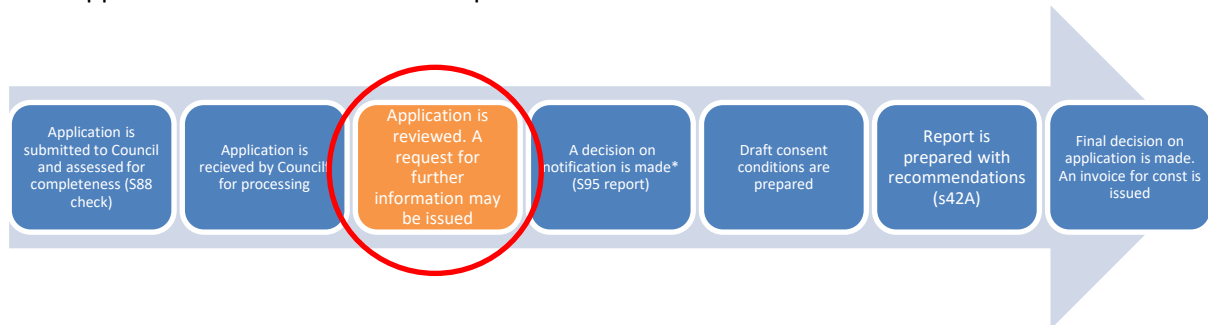 Application is
submitted to Council
and assessed for
completeness (S88
check)
Application is
recieved by Council
for processing
Application is
reviewed. A
request for
further
information may
be issued
A decision on
notification is made*
(S95 report)
Draft consent
conditions are
prepared
Report is
prepared with
recommendations
(s42A)
Final decision on
application is made.
An invoice for const is
issued